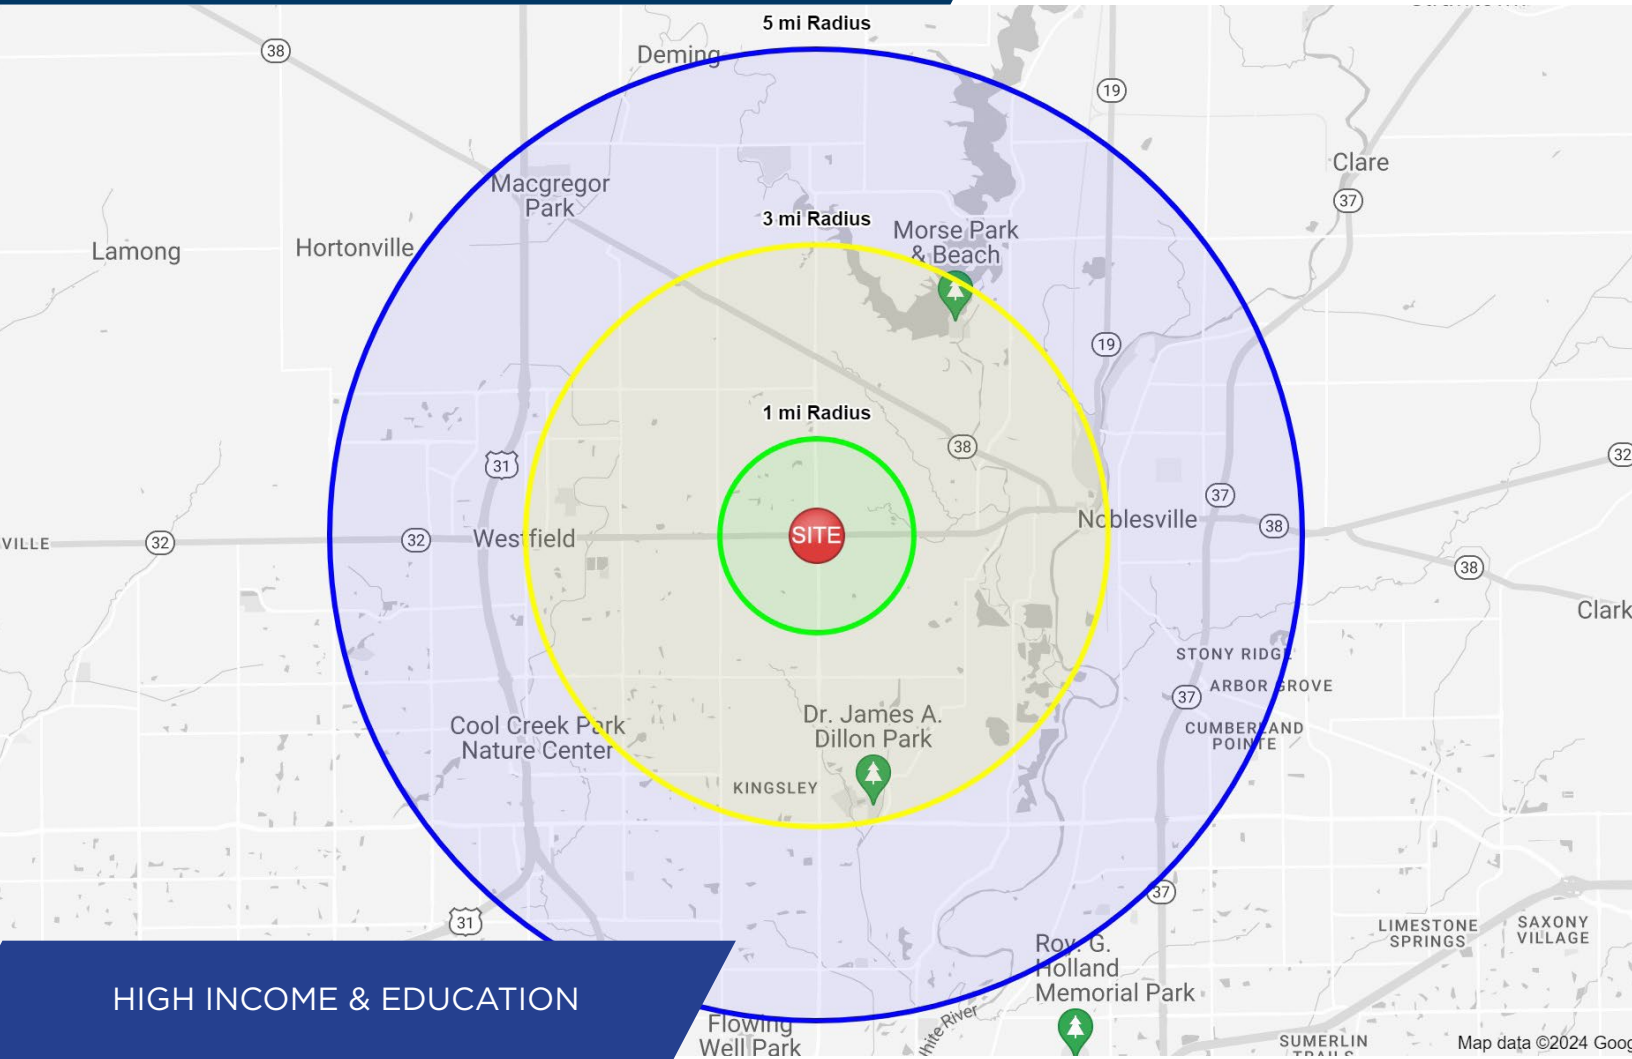 5 mi Radius
38
Deming
19
Clare
Macgregor
Park
37
3 mi Radius
Morse Park
& Beach
Lamong
Hortonville
19
1 mi Radius
38
31
32
37
Noblesville
38
VILLE
32
32
Westfield
SITE
38
Clark
STONY RIDGE
ARBOR GROVE
37
Cool Creek Park
Nature Center
Dr. James A.
Dillon Park
CUMBERLAND
POINTE
KINGSLEY
37
31
LIMESTONE
SPRINGS
SAXONY
VILLAGE
Roy. G.
Holland
Memorial Park
HIGH INCOME & EDUCATION
Flowing
Well Park
hite River
SUMERLIN
TRAILS
Map data ©2024 Goog